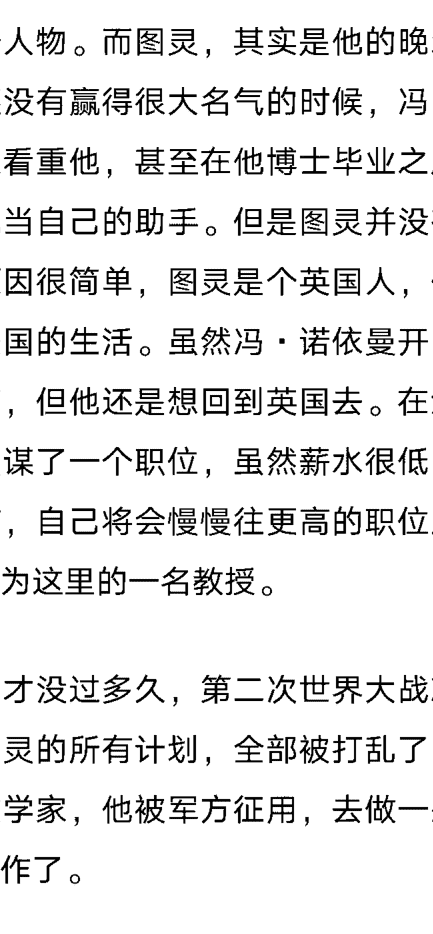 人物。而图灵，其实是他的晚
没有赢得很大名气的时候，冯
看重他，甚至在他博士毕业之
当自己的助手。但是图灵并没
因很简单，图灵是个英国人，
国的生活。虽然冯·诺依曼开
，但他还是想回到英国去。在
谋了一个职位，虽然薪水很低
，自己将会慢慢往更高的职位
为这里的一名教授。
才没过多久，第二次世界大战
灵的所有计划，全部被打乱了
学家，他被军方征用，去做一
作了。